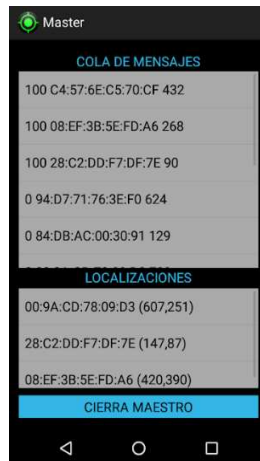 Master
COLA DE MENSAJES
100 C4:57:6E:C5:70:CF 432
100 08:EF:3B:5E:FD:A6 268
100 28:C2:DD:F7:DF:7E 90
0 94:D7:71:76:3E:F0 624
0 84:DB:AC:00:30:91 129
LOCALIZACIONES
00:9A:CD:78:09:D3 (607,251)
28:C2:DD:F7:DF:7E (147,87)
08:EF:3B:5E:FD:A6 (420,390)
CIERRA MAESTRO